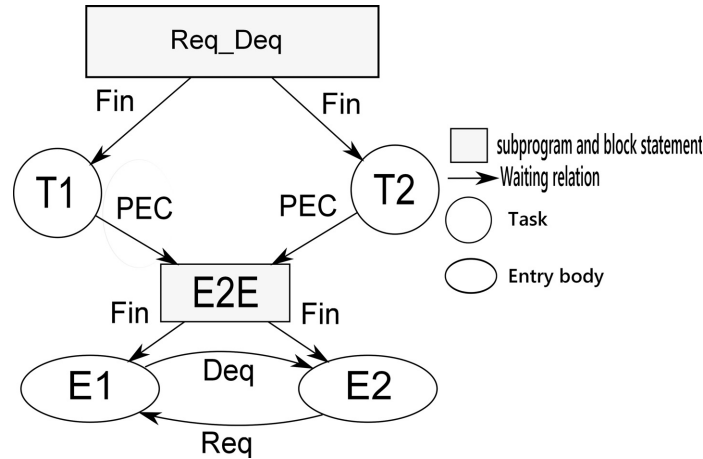 Req_Deq
Fin
Fin
T1
T2
PEC
PEC
E2E
Fin
Fin
E1
Deq
E2
Req
subprogram and block statement
Waiting relation
Task
Entry body